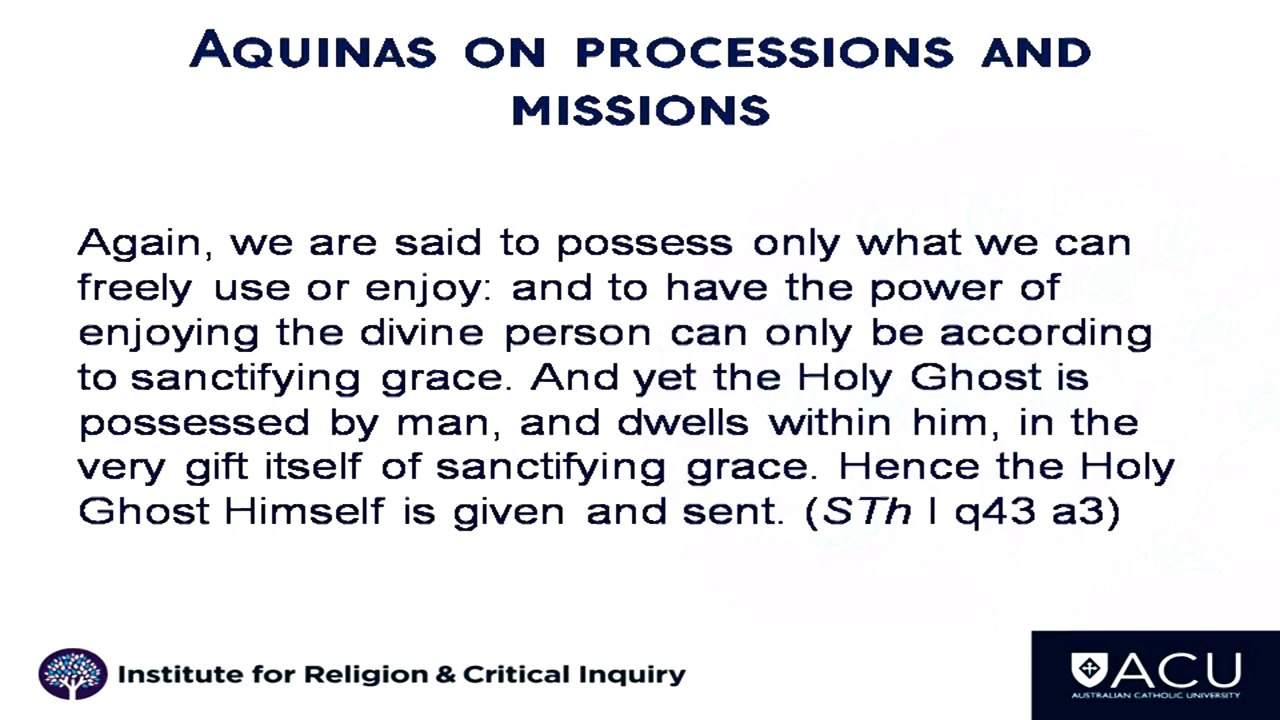 AQUINAS ON PROCESSIONS AND
MISSIONS
Again, we are said to possess only what we can
freely use or enjoy: and to have the power of
enjoying the divine person can only be according
to sanctifying grace. And yet the Holy Ghost is
possessed by man, and dwells within him, in the
very gift itself of sanctifying grace. Hence the Holy
Ghost Himself is given and sent. (STh I q43 a3)
Institute for Religion & Critical Inquiry
ACU
AUSTRALIAN CATHOLIC UNIVERSITY